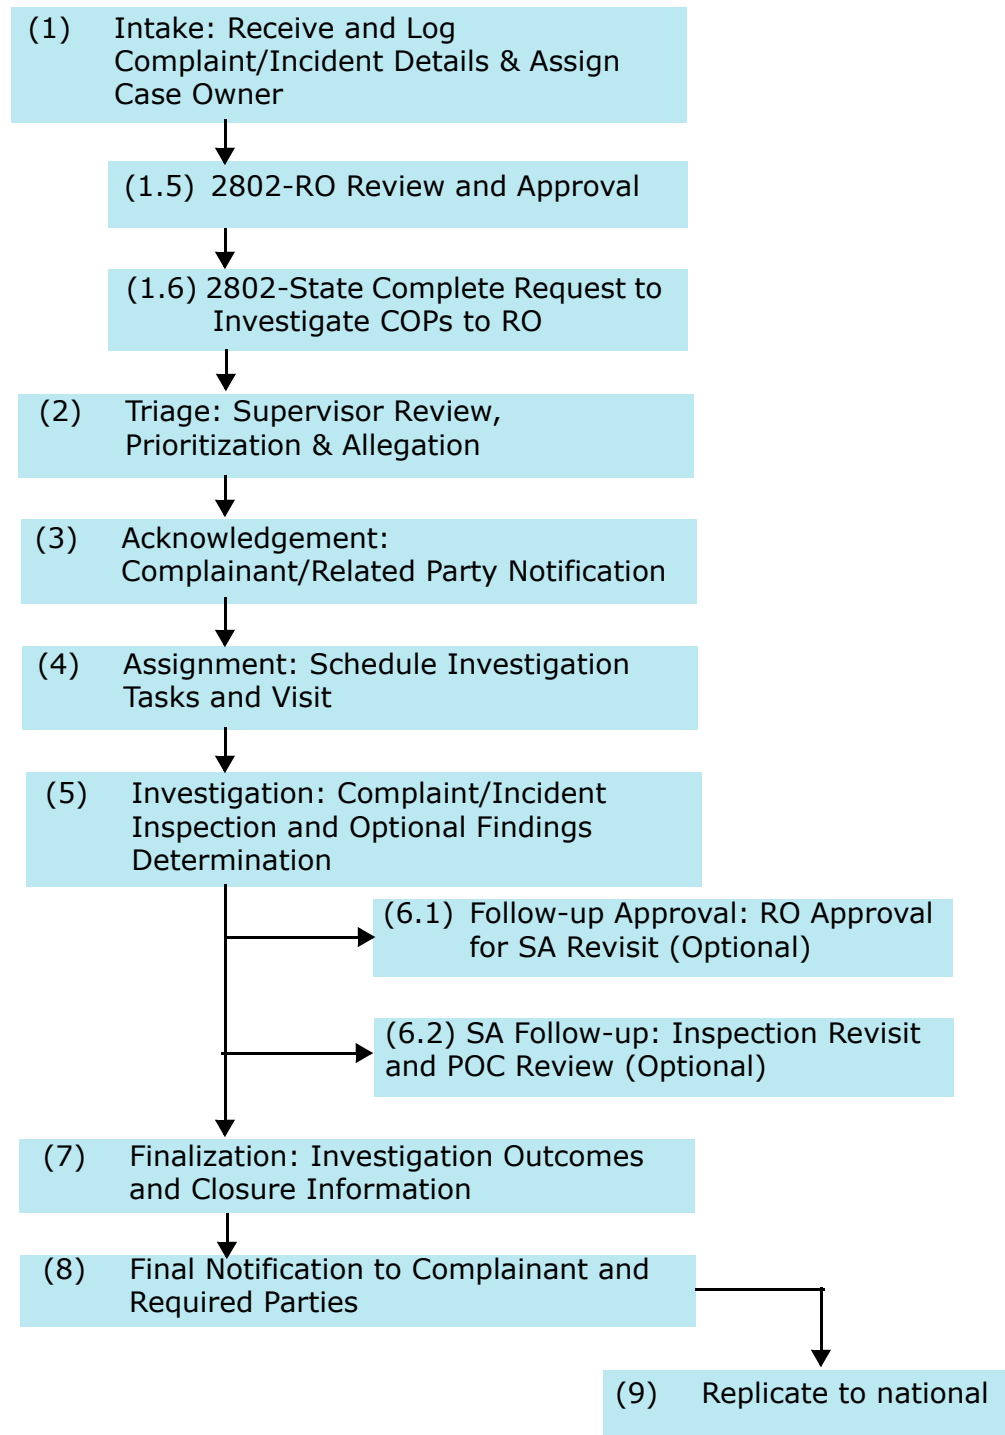 (1) Intake: Receive and Log
Complaint/Incident Details & Assign
Case Owner
(1.5) 2802-RO Review and Approval
(1.6) 2802-State Complete Request to
Investigate COPs to RO
(2) Triage: Supervisor Review,
Prioritization & Allegation
(3) Acknowledgement:
Complainant/Related Party Notification
(4) Assignment: Schedule Investigation
Tasks and Visit
(5) Investigation: Complaint/Incident
Inspection and Optional Findings
Determination
(6.1) Follow-up Approval: RO Approval
for SA Revisit (Optional)
(6.2) SA Follow-up: Inspection Revisit
and POC Review (Optional)
(7) Finalization: Investigation Outcomes
and Closure Information
(8) Final Notification to Complainant and
Required Parties
(9) Replicate to national